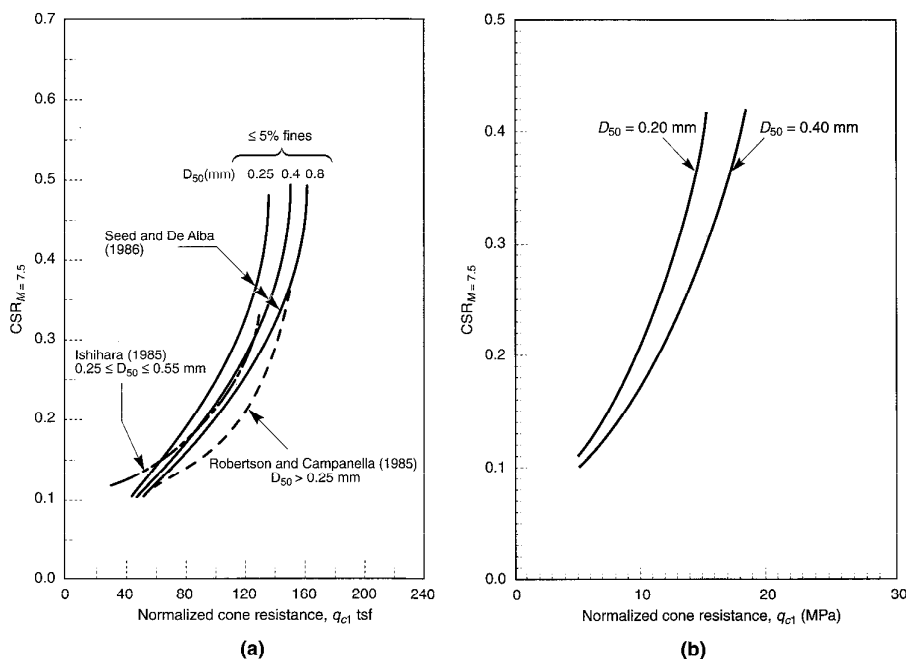 0.7
0.6
0.5
0.4
0.3
0.2
0.1
0.0
CSR M = 7.5
≤ 5% fines
D50(mm) 0.25 0.4 0.8
Seed and De Alba
(1986)
Ishihara (1985)
0.25 ≤ D50 ≤ 0.55 mm
Robertson and Campanella (1985)
D50 > 0.25 mm
0 40 80 120 160 200 240
Normalized cone resistance, qc1 tsf
(a)
0.5
0.4
0.3
0.2
0.1
0.0
CSR M = 7.5
D50 = 0.20 mm
D50 = 0.40 mm
0 10 20 30
Normalized cone resistance, qc1 (MPa)
(b)